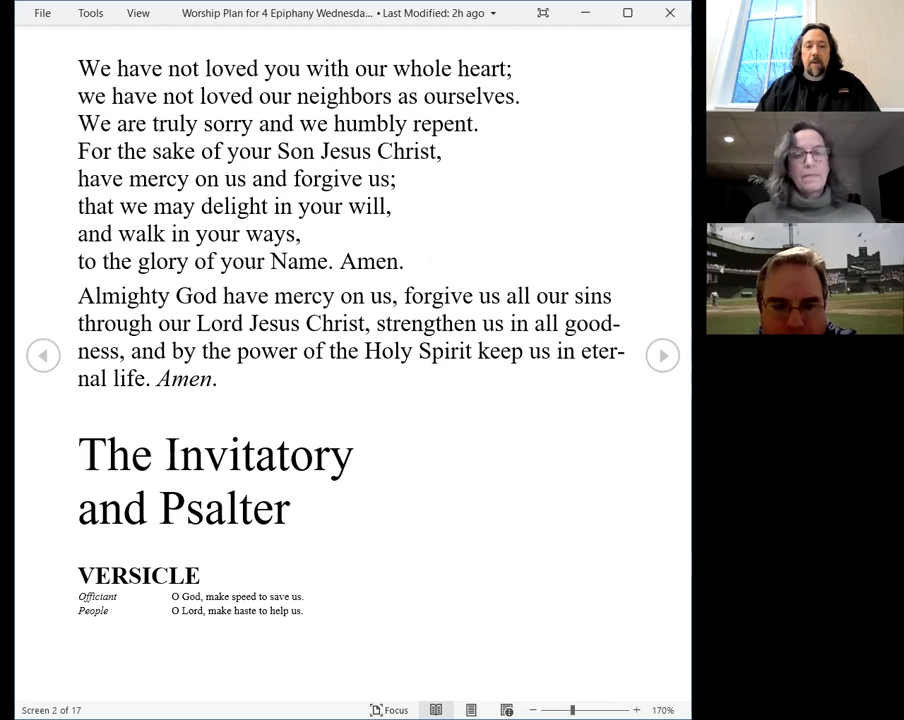 File Tools View Worship Plan for 4 Epiphany Wednesda... • Last Modified: 2h ago
We have not loved you with our whole heart;
we have not loved our neighbors as ourselves.
We are truly sorry and we humbly repent.
For the sake of your Son Jesus Christ,
have mercy on us and forgive us;
that we may delight in your will,
and walk in your ways,
to the glory of your Name. Amen.
Almighty God have mercy on us, forgive us all our sins
through our Lord Jesus Christ, strengthen us in all good-
ness, and by the power of the Holy Spirit keep us in eter-
nal life. Amen.
The Invitatory
and Psalter
VERSICLE
Officiant O God, make speed to save us.
People O Lord, make haste to help us.
Screen 2 of 17 Focus 170%